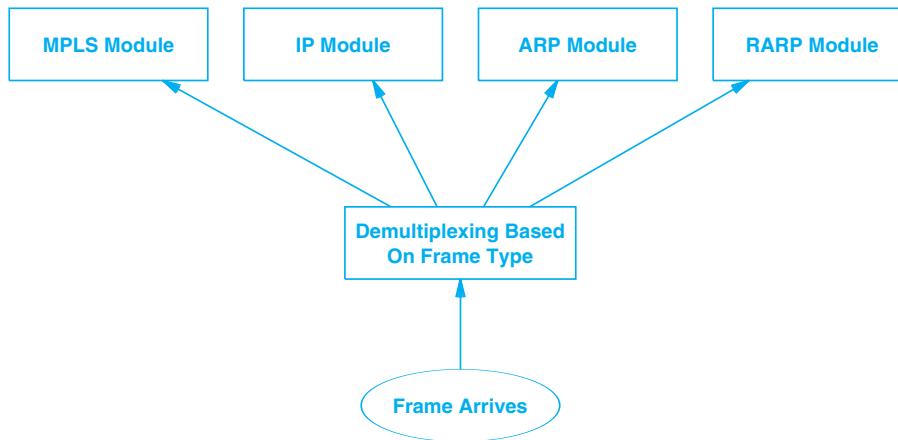 MPLS Module
IP Module
ARP Module
RARP Module
Demultiplexing Based
On Frame Type
Frame Arrives